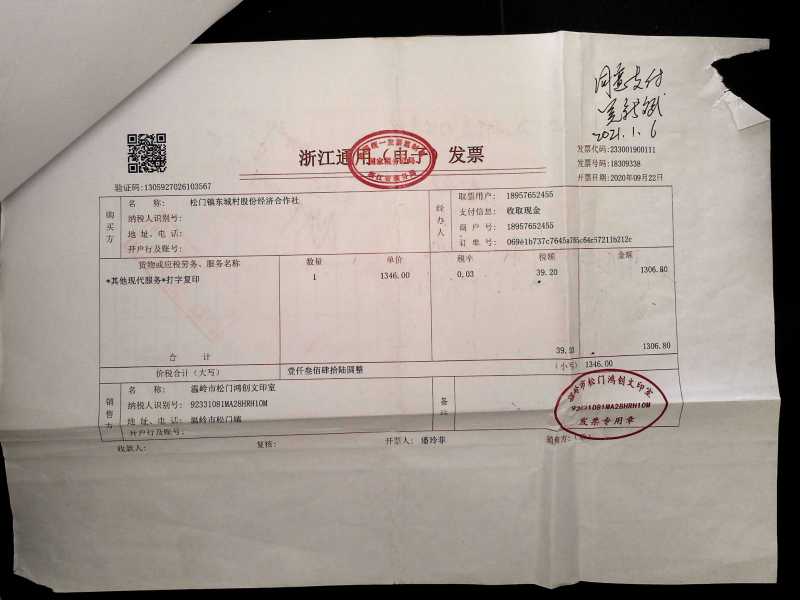 同意支付
2021.1.6
浙江通用（电子）发票
国家税务总局
发票代码:233001900111
发票号码:18309338
开票日期:2020年09月22日
验证码:1305927026103567
购买方
名 称: 松门镇东城村股份经济合作社
纳税人识别号:
地 址、电 话:
开户行及账号:
经办人
取票用户: 18957652455
支付信息: 收取现金
商 户 号: 18957652455
订 单 号:
货物或应税劳务、服务名称 数量 单价 税率 税额 金额
*其他现代服务*打字复印 1 1346.00 0.03 39.20 1306.80
合 计 39.20 1306.80
价税合计（大写） 壹仟叁佰肆拾陆圆整 （小写）1346.00
销售方
名 称: 温岭市松门鸿创文印室
纳税人识别号: 92331081MA28HRH10M
地 址、电 话: 温岭市松门镇
开户行及账号:
备注
温岭市松门鸿创文印室
92331081MA28HRH10M
发票专用章
收款人: 复核: 开票人: 潘玲菲 销售方:（章）